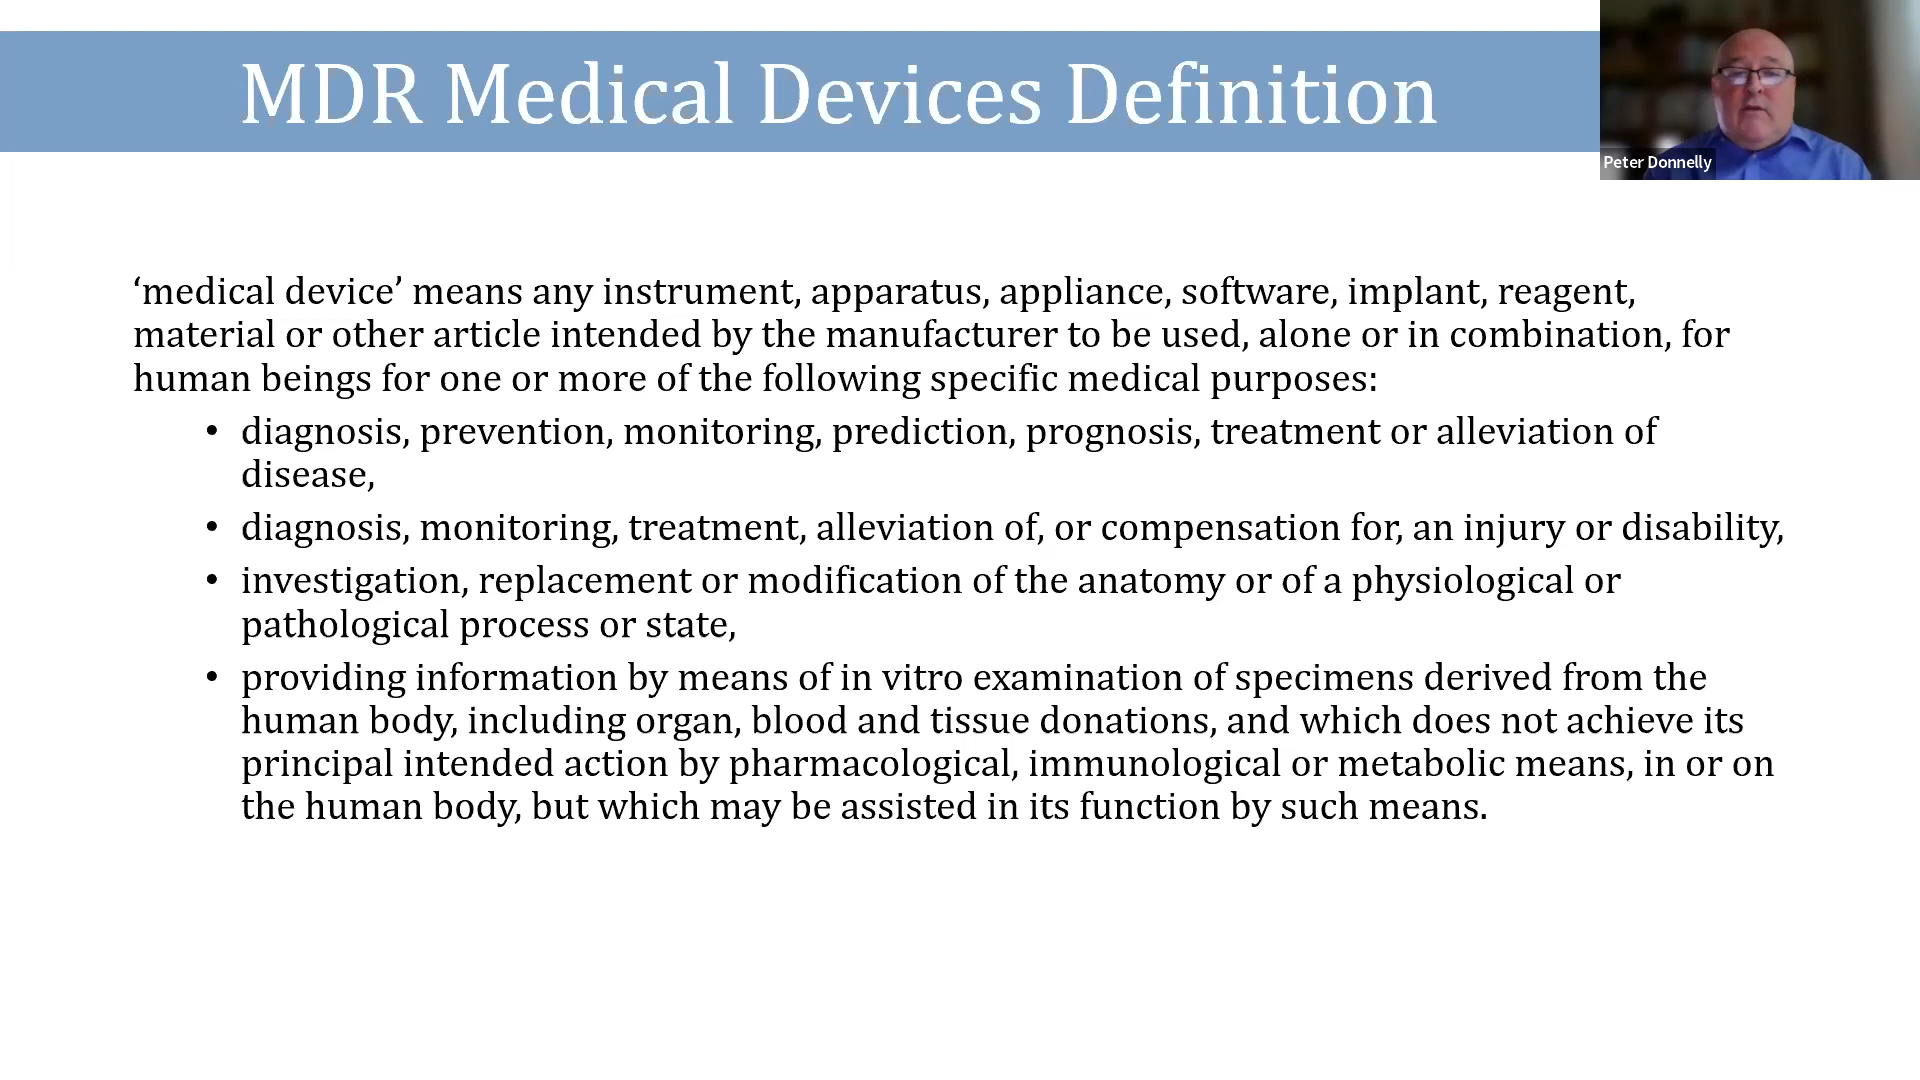 MDR Medical Devices Definition
Peter Donnelly
‘medical device’ means any instrument, apparatus, appliance, software, implant, reagent,
material or other article intended by the manufacturer to be used, alone or in combination, for
human beings for one or more of the following specific medical purposes:
• diagnosis, prevention, monitoring, prediction, prognosis, treatment or alleviation of
disease,
• diagnosis, monitoring, treatment, alleviation of, or compensation for, an injury or disability,
• investigation, replacement or modification of the anatomy or of a physiological or
pathological process or state,
• providing information by means of in vitro examination of specimens derived from the
human body, including organ, blood and tissue donations, and which does not achieve its
principal intended action by pharmacological, immunological or metabolic means, in or on
the human body, but which may be assisted in its function by such means.